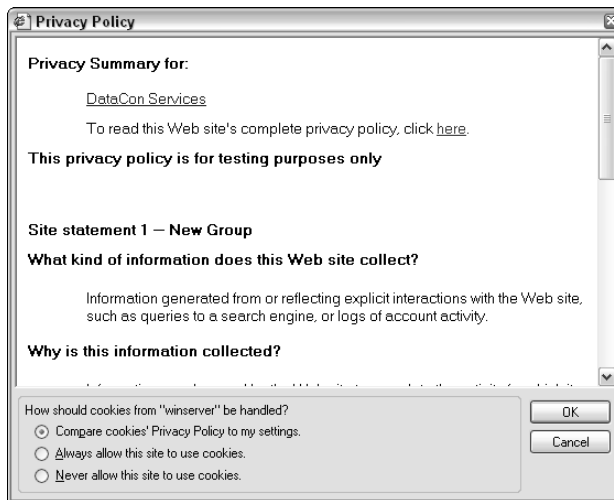 Privacy Policy
Privacy Summary for:
DataCon Services
To read this Web site's complete privacy policy, click here.
This privacy policy is for testing purposes only
Site statement 1 — New Group
What kind of information does this Web site collect?
Information generated from or reflecting explicit interactions with the Web site,
such as queries to a search engine, or logs of account activity.
Why is this information collected?
How should cookies from "winserver" be handled?
Compare cookies' Privacy Policy to my settings.
Always allow this site to use cookies.
Never allow this site to use cookies.
OK
Cancel